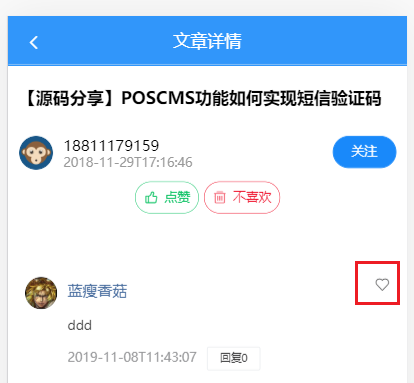 文章详情
【源码分享】POSCMS功能如何实现短信验证码
18811179159
关注
2018-11-29T17:16:46
点赞 不喜欢
蓝瘦香菇
ddd
2019-11-08T11:43:07 回复0